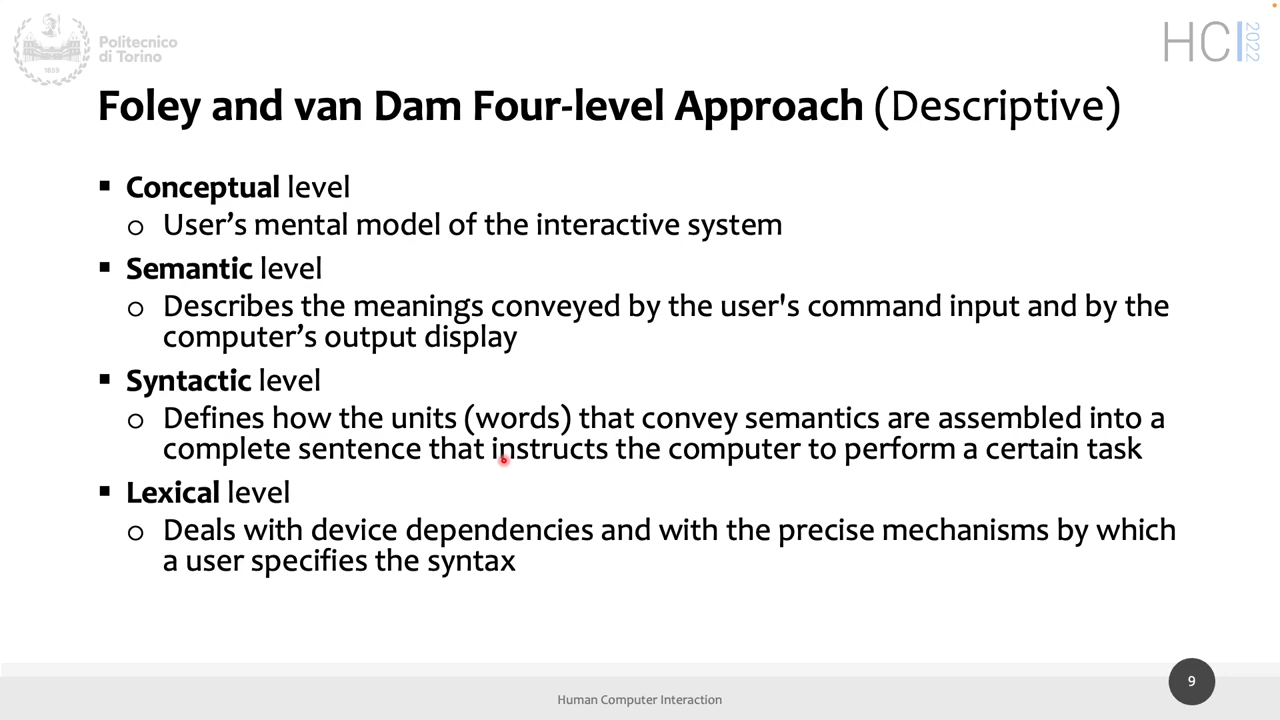 Politecnico
di Torino
1859
HCI 2022
Foley and van Dam Four-level Approach (Descriptive)
▪ Conceptual level
o User’s mental model of the interactive system
▪ Semantic level
o Describes the meanings conveyed by the user's command input and by the
computer’s output display
▪ Syntactic level
o Defines how the units (words) that convey semantics are assembled into a
complete sentence that instructs the computer to perform a certain task
▪ Lexical level
o Deals with device dependencies and with the precise mechanisms by which
a user specifies the syntax
Human Computer Interaction
9